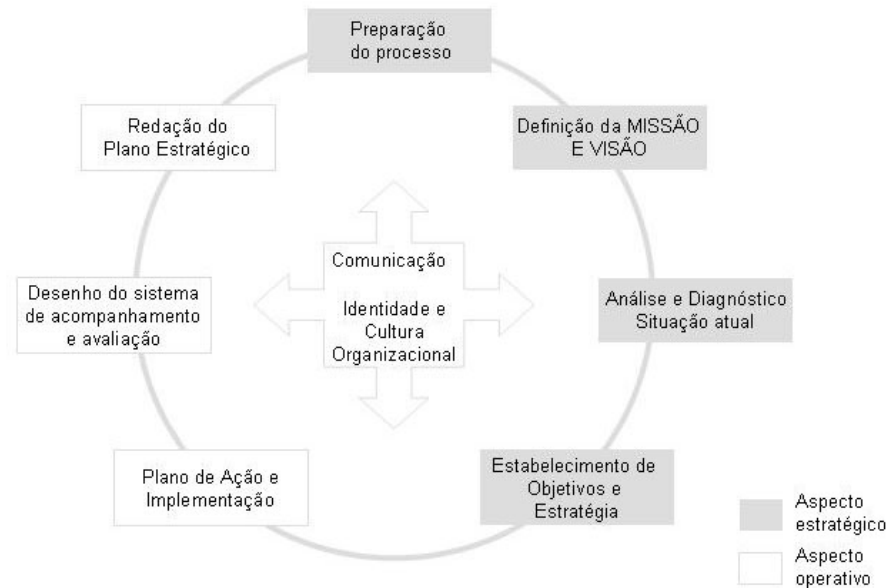 Preparação
do processo
Definição da MISSÃO
E VISÃO
Análise e Diagnóstico
Situação atual
Estabelecimento de
Objetivos e
Estratégia
Plano de Ação e
Implementação
Desenho do sistema
de acompanhamento
e avaliação
Redação do
Plano Estratégico
Comunicação
Identidade e
Cultura
Organizacional
Aspecto
estratégico
Aspecto
operativo